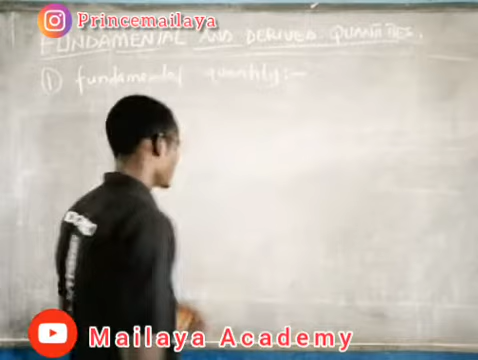 Princemailaya
FUNDAMENTAL AND DERIVED QUANTITIES.
① fundamental quantity:-
Mailaya Academy